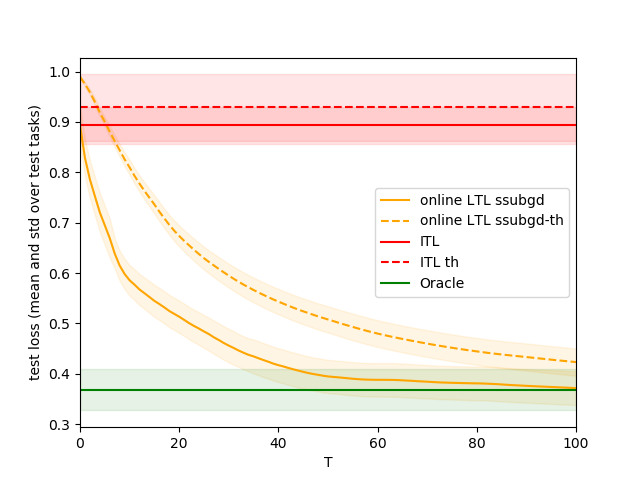 1.0
0.9
0.8
0.7
0.6
0.5
0.4
0.3
test loss (mean and std over test tasks)
online LTL ssubgd
online LTL ssubgd-th
ITL
ITL th
Oracle
0 20 40 60 80 100
T